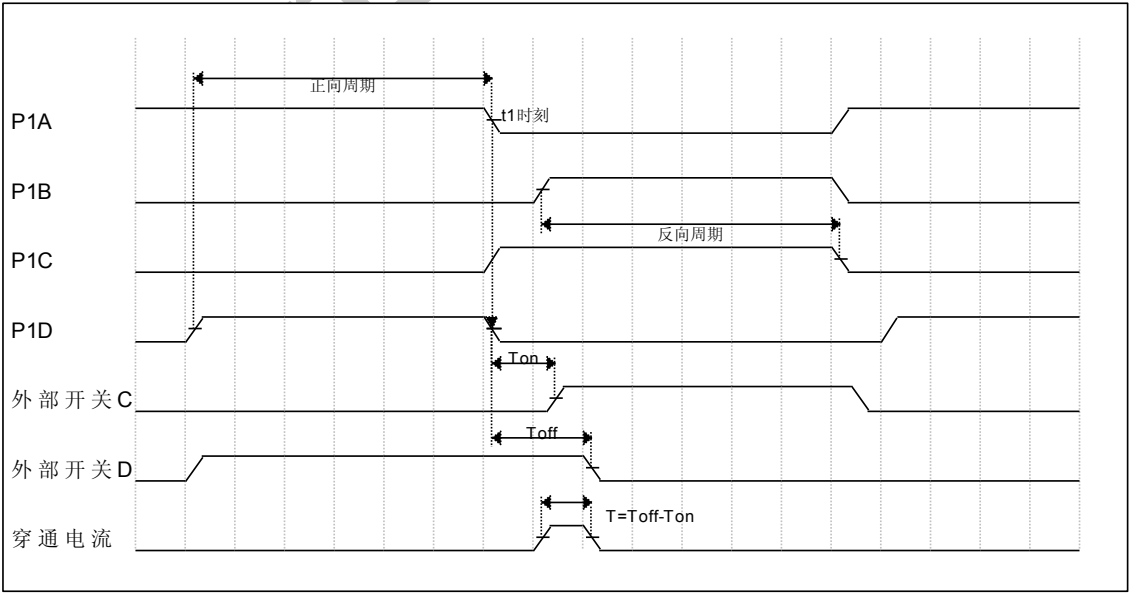 正向周期
P1A
t1时刻
P1B
反向周期
P1C
P1D
Ton
外部开关C
Toff
外部开关D
T=Toff-Ton
穿通电流